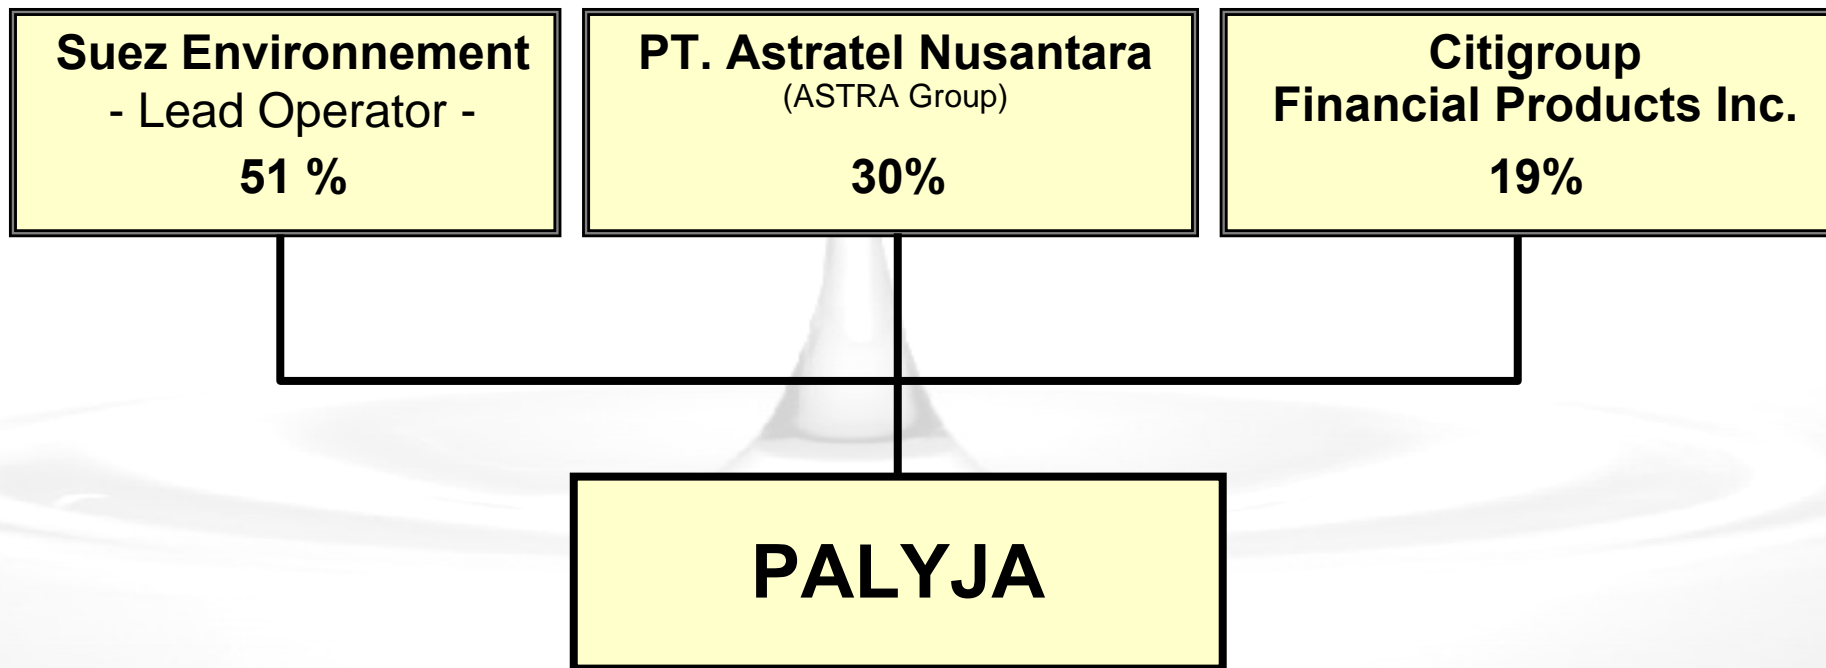 Suez Environnement
- Lead Operator -
51 %
PT. Astratel Nusantara
(ASTRA Group)
30%
Citigroup
Financial Products Inc.
19%
PALYJA